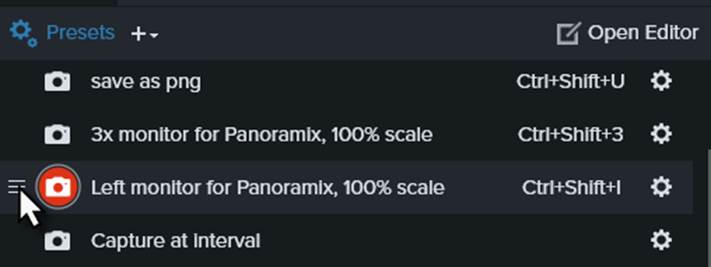 Presets Open Editor
save as png Ctrl+Shift+U
3x monitor for Panoramix, 100% scale Ctrl+Shift+3
Left monitor for Panoramix, 100% scale Ctrl+Shift+I
Capture at Interval